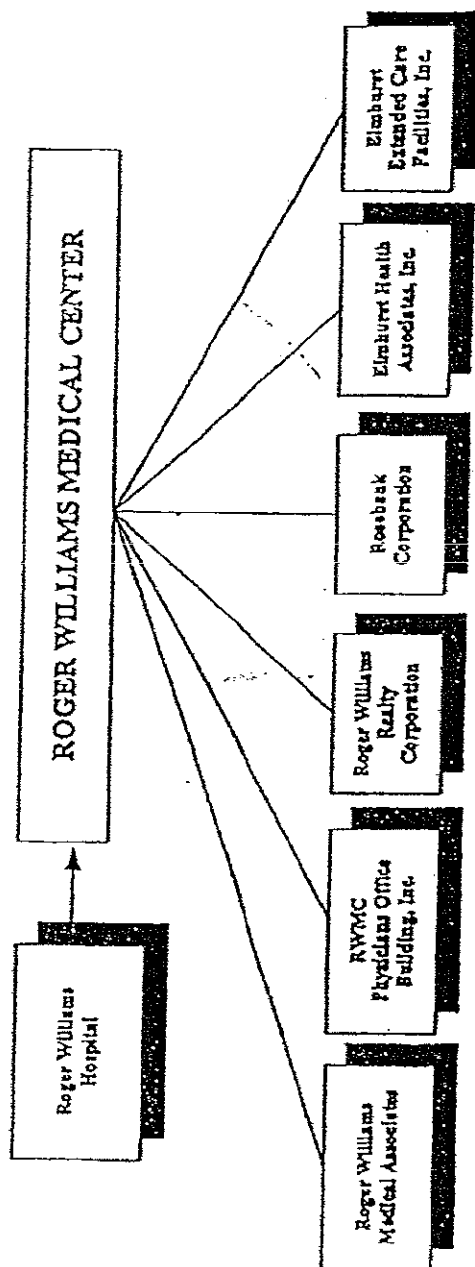 ROGER WILLIAMS MEDICAL CENTER
Roger Williams
Hospital
Roger Williams
Medical Associates
RWMC
Physicians Office
Building, Inc.
Roger Williams
Realty
Corporation
Rosebank
Corporation
Elmhurst Health
Associates, Inc.
Elmhurst
Extended Care
Facilities, Inc.